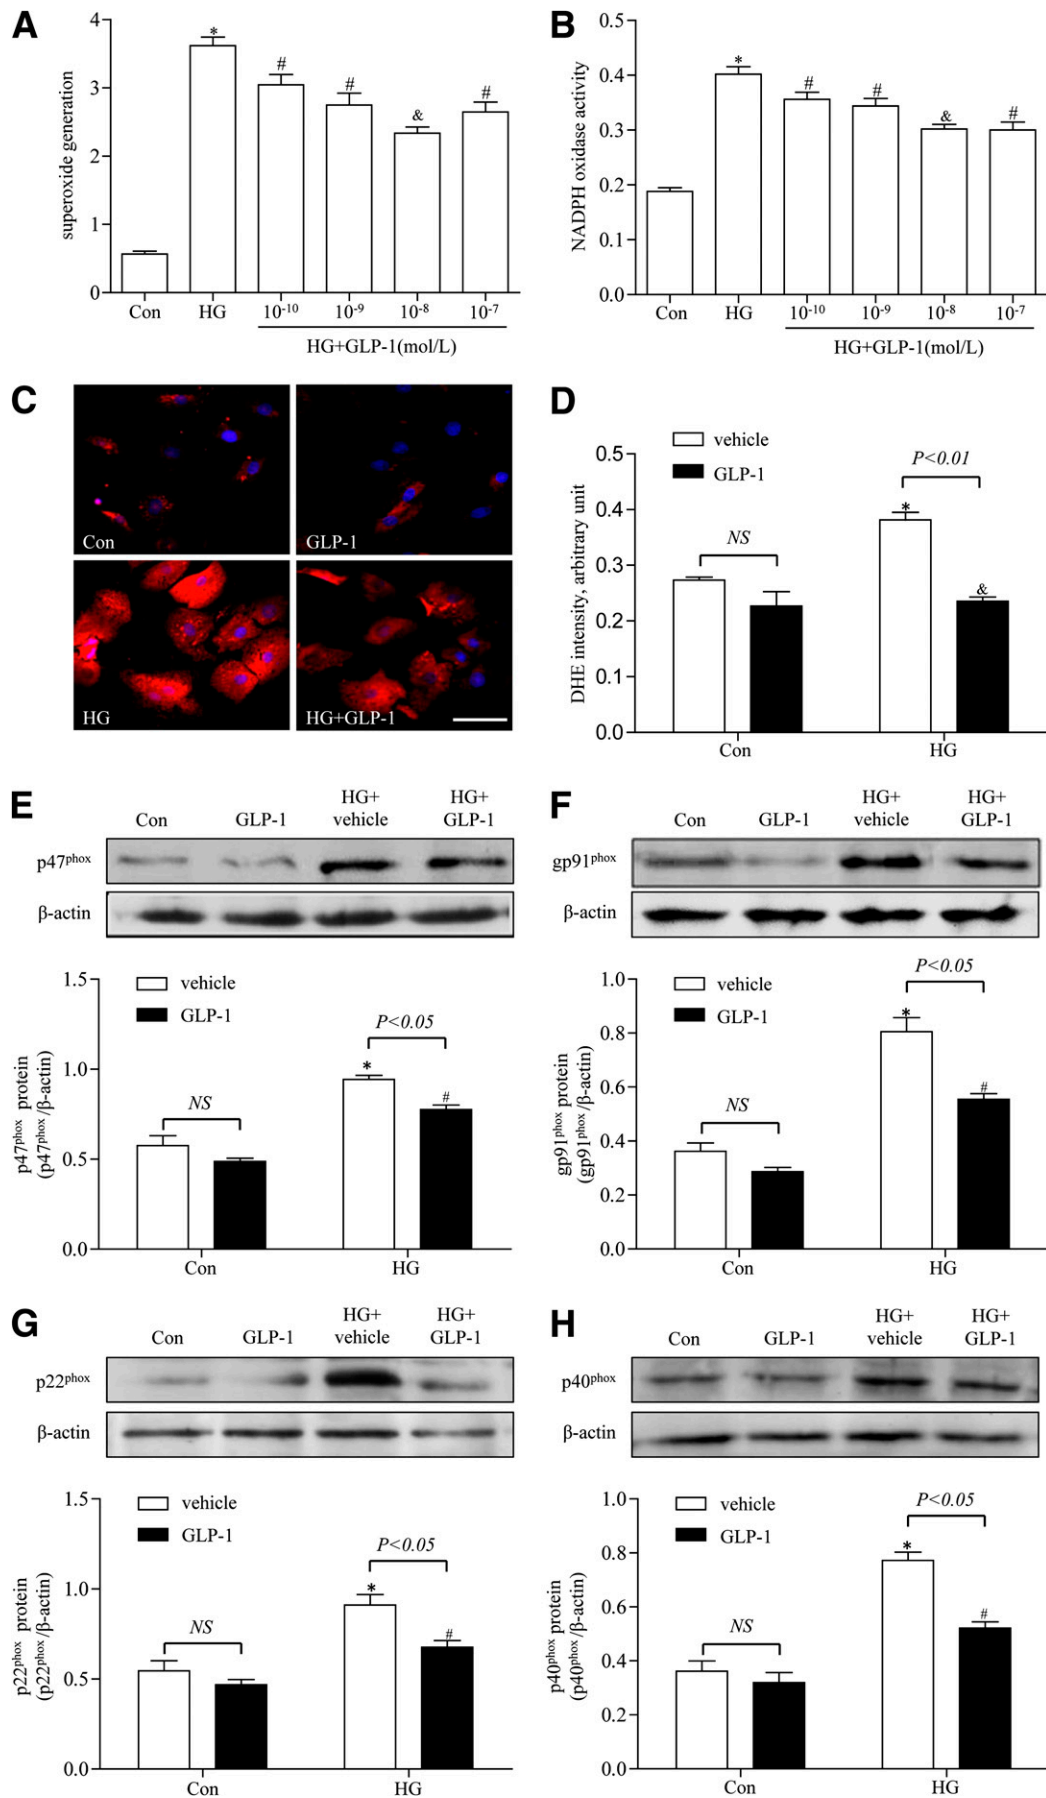 A
superoxide generation
4
3
2
1
0
*
#
#
&
#
Con
HG
10-10
10-9
10-8
10-7
HG+GLP-1(mol/L)
B
NADPH oxidase activity
0.5
0.4
0.3
0.2
0.1
0.0
*
#
#
&
#
Con
HG
10-10
10-9
10-8
10-7
HG+GLP-1(mol/L)
C
Con
GLP-1
HG
HG+GLP-1
D
DHE intensity, arbitrary unit
0.5
0.4
0.3
0.2
0.1
0.0
vehicle
GLP-1
NS
P<0.01
*
&
Con
HG
E
Con
GLP-1
HG+
vehicle
HG+
GLP-1
p47phox
β-actin
p47phox protein
(p47phox/β-actin)
1.5
1.0
0.5
0.0
vehicle
GLP-1
NS
P<0.05
*
#
Con
HG
F
Con
GLP-1
HG+
vehicle
HG+
GLP-1
gp91phox
β-actin
gp91phox protein
(gp91phox/β-actin)
1.0
0.8
0.6
0.4
0.2
0.0
vehicle
GLP-1
NS
P<0.05
*
#
Con
HG
G
Con
GLP-1
HG+
vehicle
HG+
GLP-1
p22phox
β-actin
p22phox protein
(p22phox/β-actin)
1.5
1.0
0.5
0.0
vehicle
GLP-1
NS
P<0.05
*
#
Con
HG
H
Con
GLP-1
HG+
vehicle
HG+
GLP-1
p40phox
β-actin
p40phox protein
(p40phox/β-actin)
1.0
0.8
0.6
0.4
0.2
0.0
vehicle
GLP-1
NS
P<0.05
*
#
Con
HG